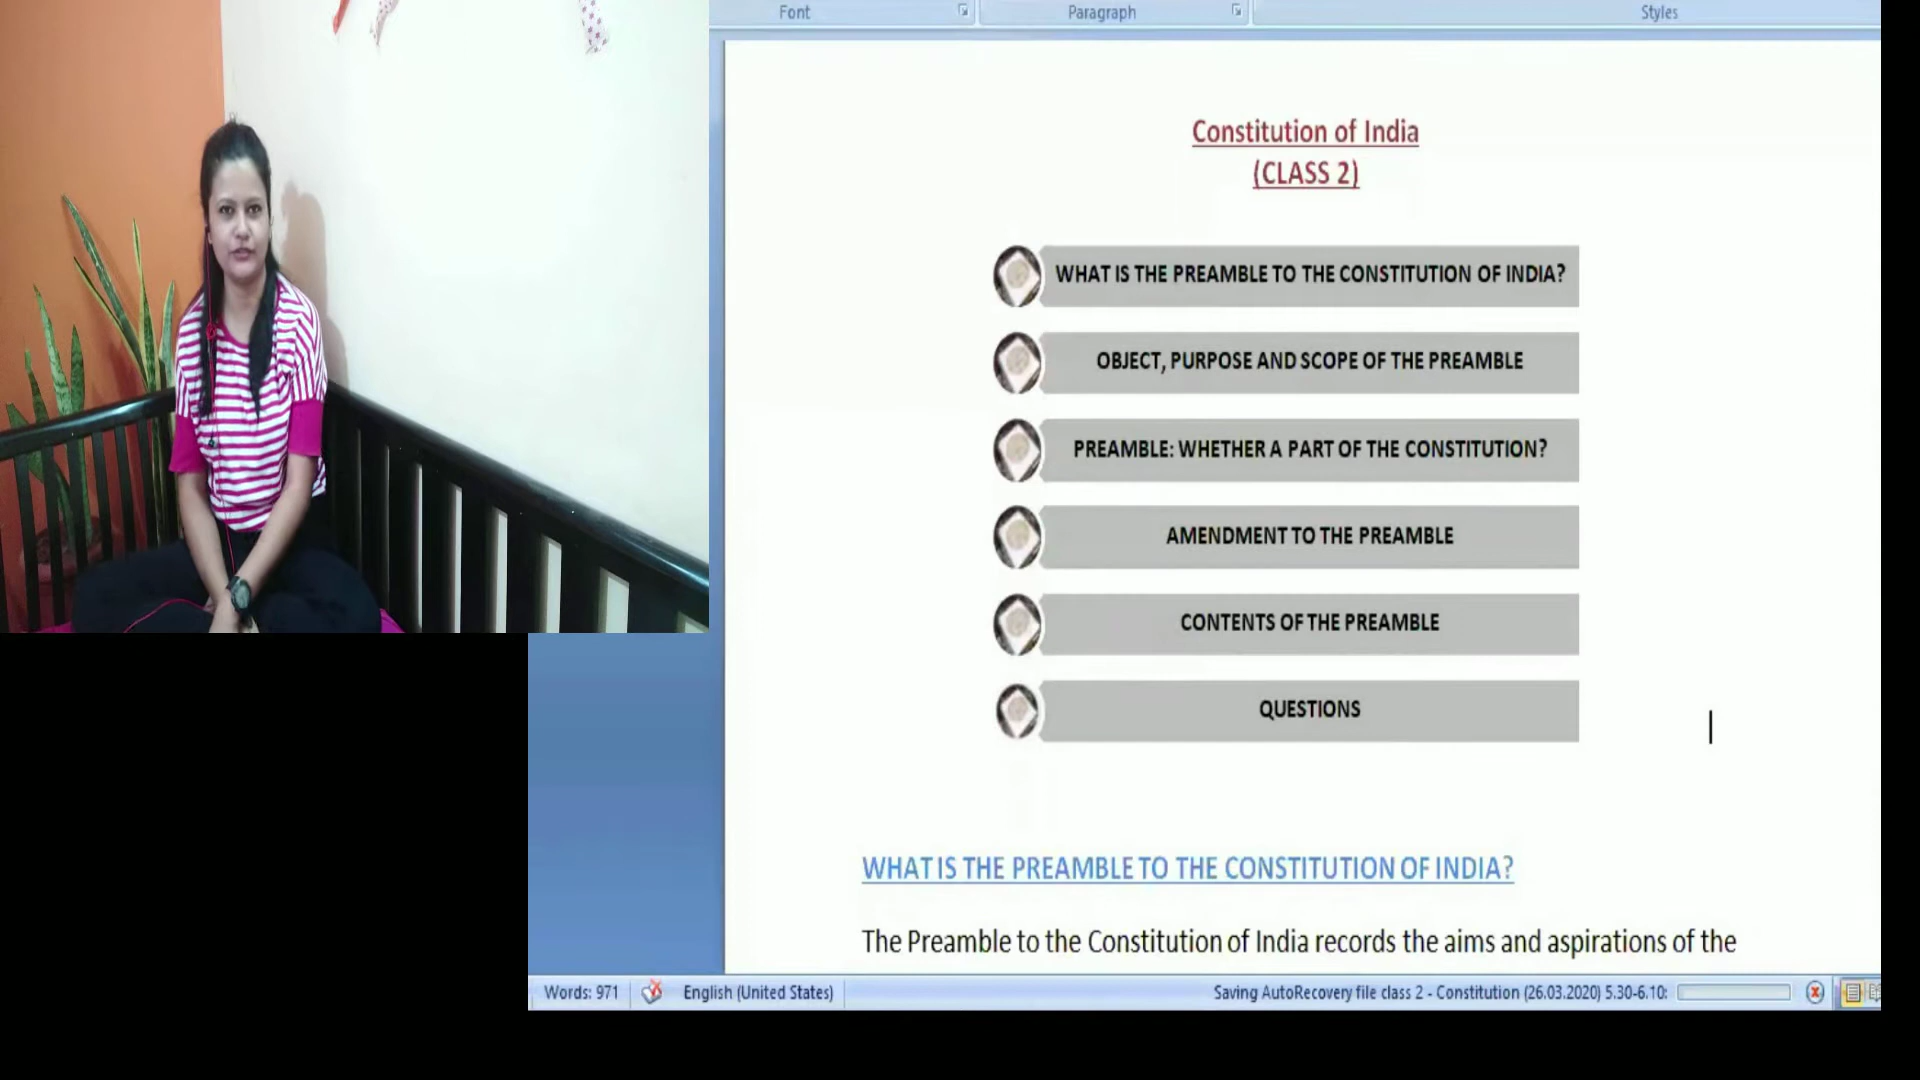 Font
Paragraph
Styles
Constitution of India
(CLASS 2)
WHAT IS THE PREAMBLE TO THE CONSTITUTION OF INDIA?
OBJECT, PURPOSE AND SCOPE OF THE PREAMBLE
PREAMBLE: WHETHER A PART OF THE CONSTITUTION?
AMENDMENT TO THE PREAMBLE
CONTENTS OF THE PREAMBLE
QUESTIONS
WHAT IS THE PREAMBLE TO THE CONSTITUTION OF INDIA?
The Preamble to the Constitution of India records the aims and aspirations of the
Words: 971
English (United States)
Saving AutoRecovery file class 2 - Constitution (26.03.2020) 5.30-6.10: